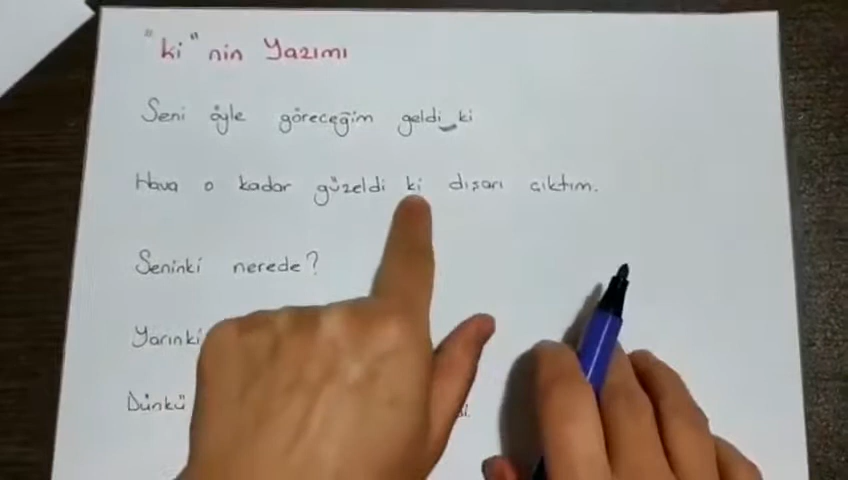 "ki" nin Yazımı
Seni öyle göreceğim geldi ki
Hava o kadar güzeldi ki dışarı çıktım.
Seninki nerede?
Yarınki
Dünkü